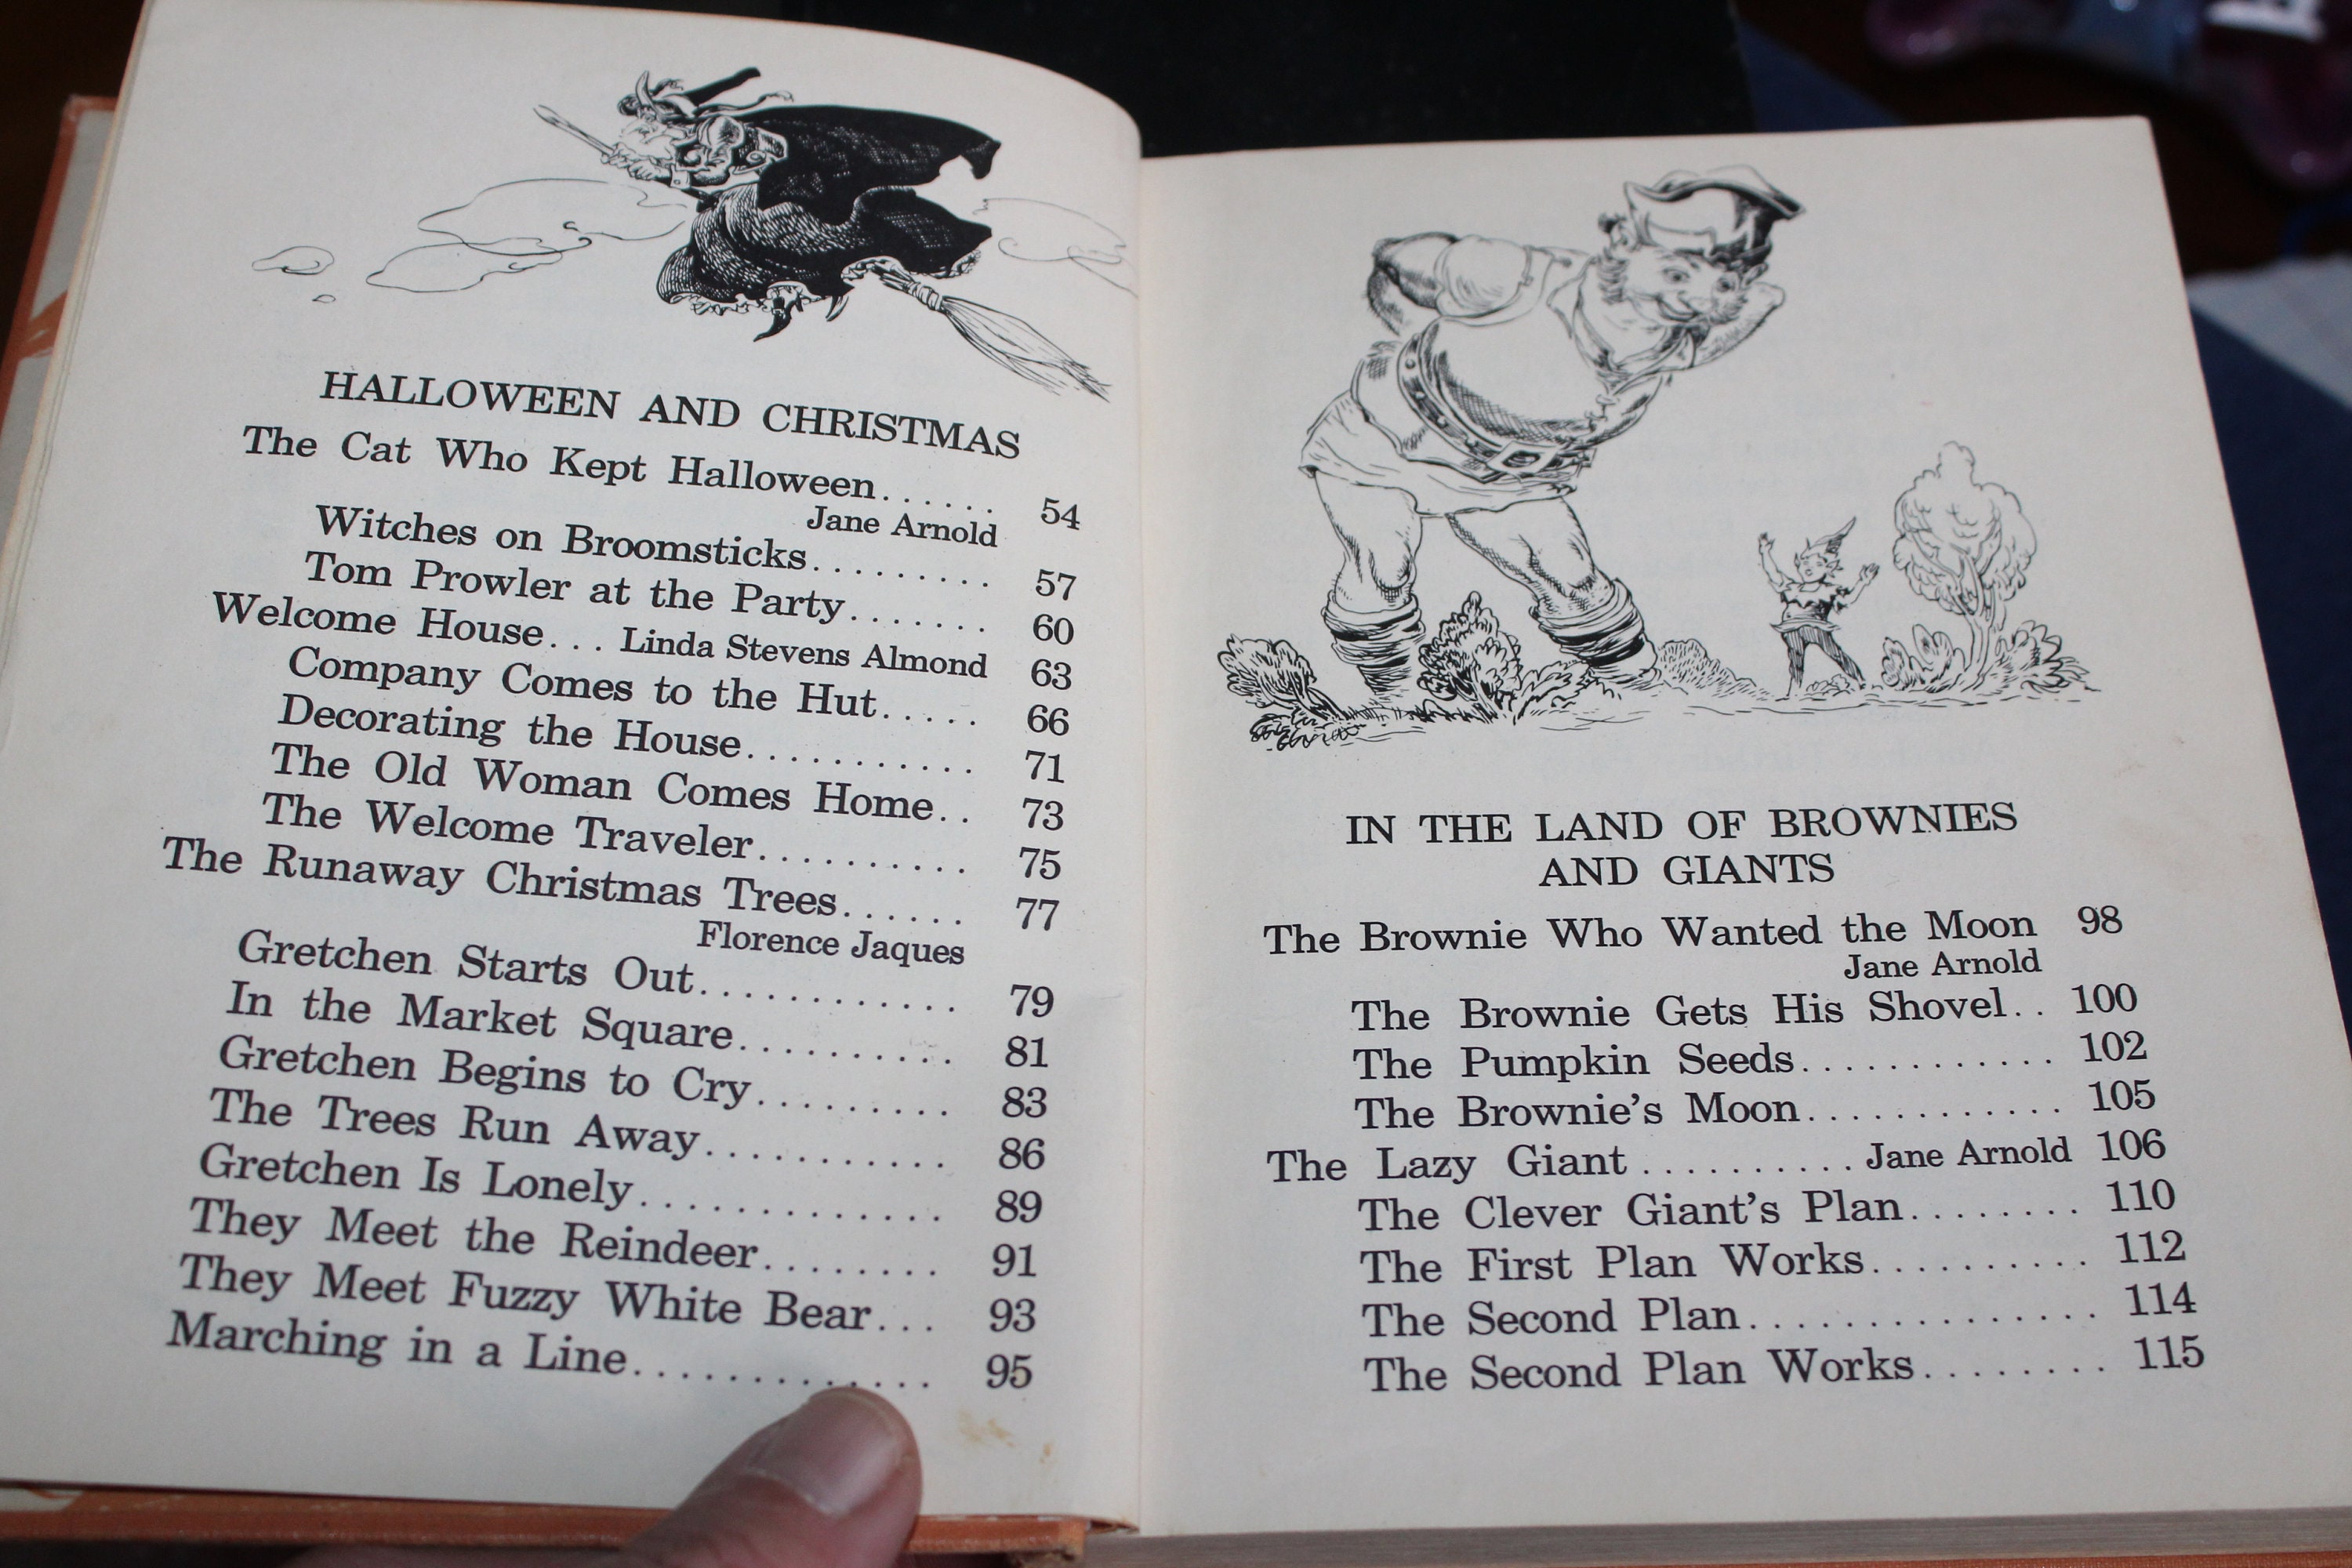 HALLOWEEN AND CHRISTMAS
The Cat Who Kept Halloween...... 54
Jane Arnold
Witches on Broomsticks......... 57
Tom Prowler at the Party....... 60
Welcome House... Linda Stevens Almond 63
Company Comes to the Hut..... 66
Decorating the House........... 71
The Old Woman Comes Home.. 73
The Welcome Traveler.......... 75
The Runaway Christmas Trees...... 77
Florence Jaques
Gretchen Starts Out............ 79
In the Market Square.......... 81
Gretchen Begins to Cry......... 83
The Trees Run Away........... 86
Gretchen Is Lonely............. 89
They Meet the Reindeer........ 91
They Meet Fuzzy White Bear... 93
Marching in a Line............. 95
IN THE LAND OF BROWNIES
AND GIANTS
The Brownie Who Wanted the Moon 98
Jane Arnold
The Brownie Gets His Shovel.. 100
The Pumpkin Seeds............ 102
The Brownie's Moon............ 105
The Lazy Giant.......... Jane Arnold 106
The Clever Giant's Plan........ 110
The First Plan Works.......... 112
The Second Plan............... 114
The Second Plan Works........ 115